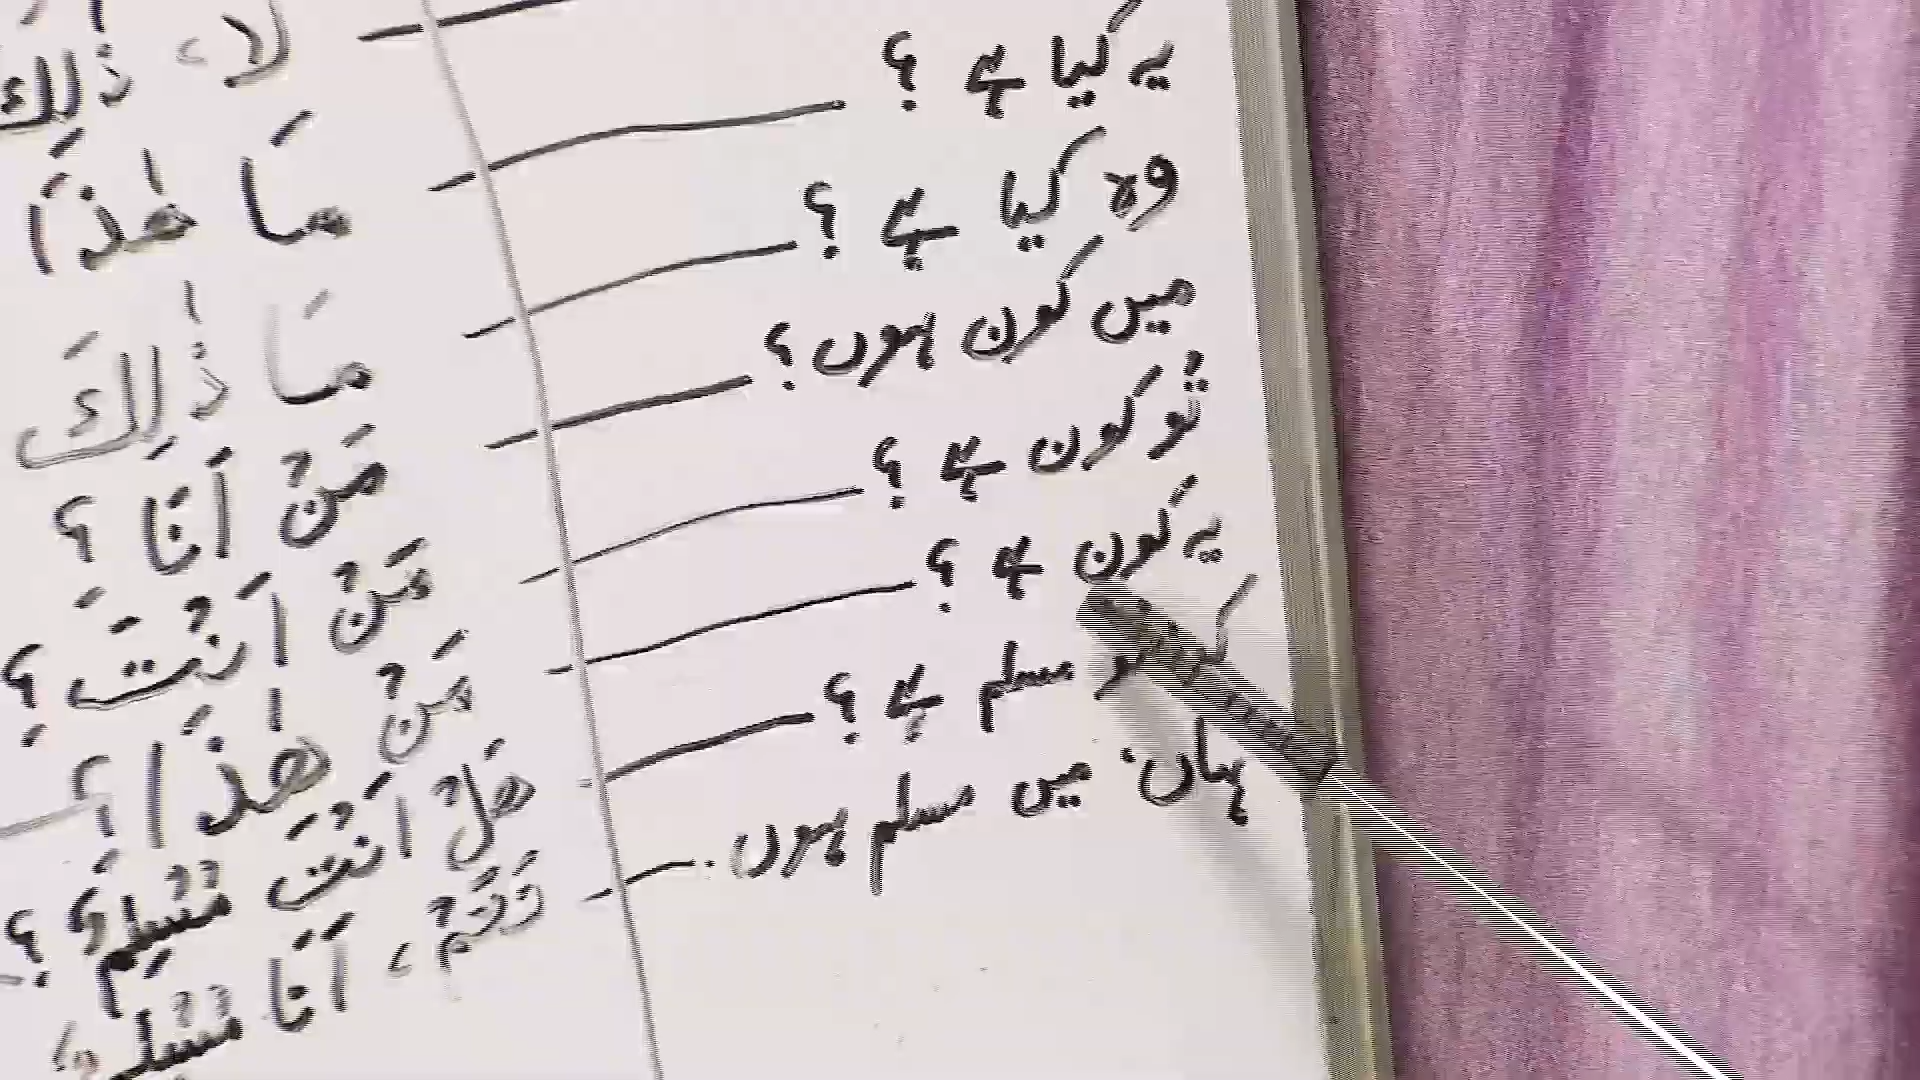 یہ کیا ہے ؟
وہ کیا ہے ؟
میں کون ہوں ؟
تُو کون ہے ؟
یہ کون ہے ؟
مسلم ہے ؟
ہاں، میں مسلم ہوں۔
لَا، ذٰلِكَ
مَا هٰذَا
مَا ذٰلِكَ
مَنْ اَنَا ؟
مَنْ اَنْتَ ؟
مَنْ هٰذَا ؟
هَلْ اَنْتَ مُسْلِمٌ ؟
نَعَمْ، اَنَا مُسْلِمٌ